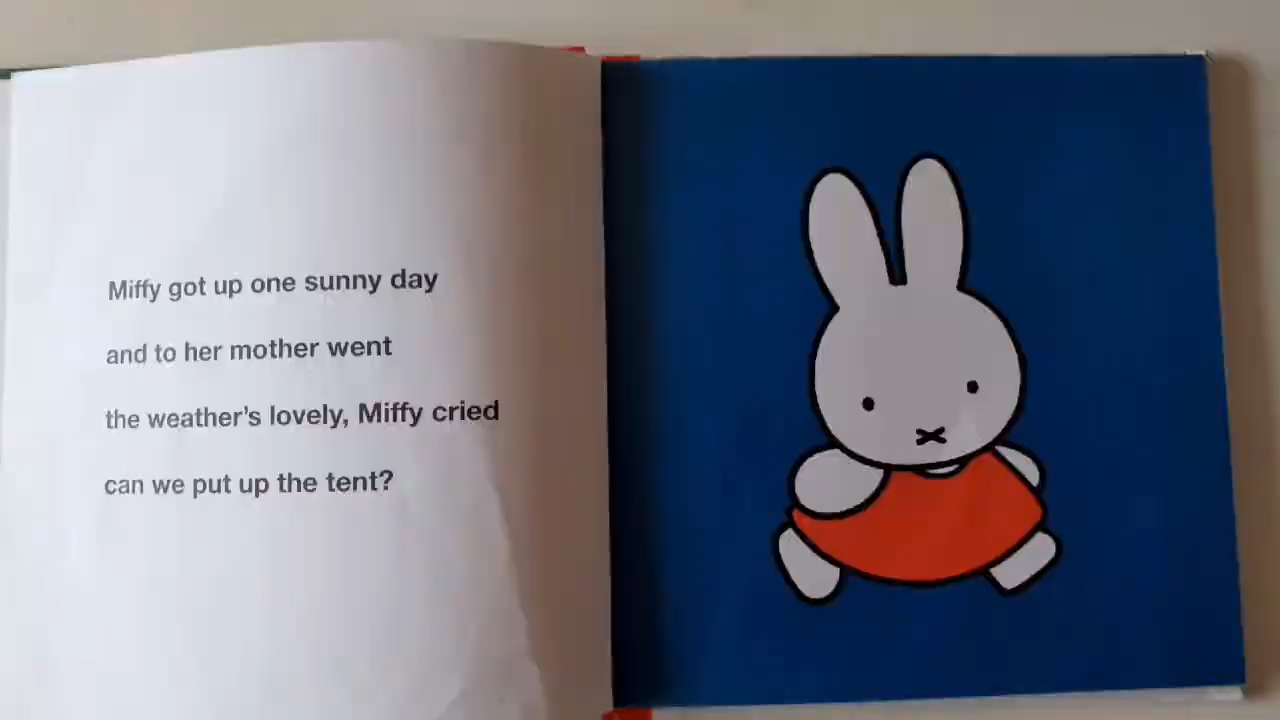 Miffy got up one sunny day
and to her mother went
the weather's lovely, Miffy cried
can we put up the tent?